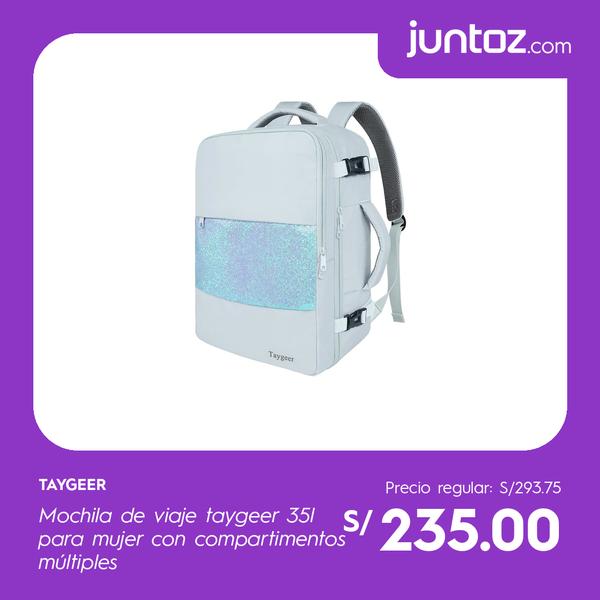 juntoz.com
Taygeer
TAYGEER
Mochila de viaje taygeer 35l
para mujer con compartimentos
múltiples
Precio regular: S/293.75
S/ 235.00